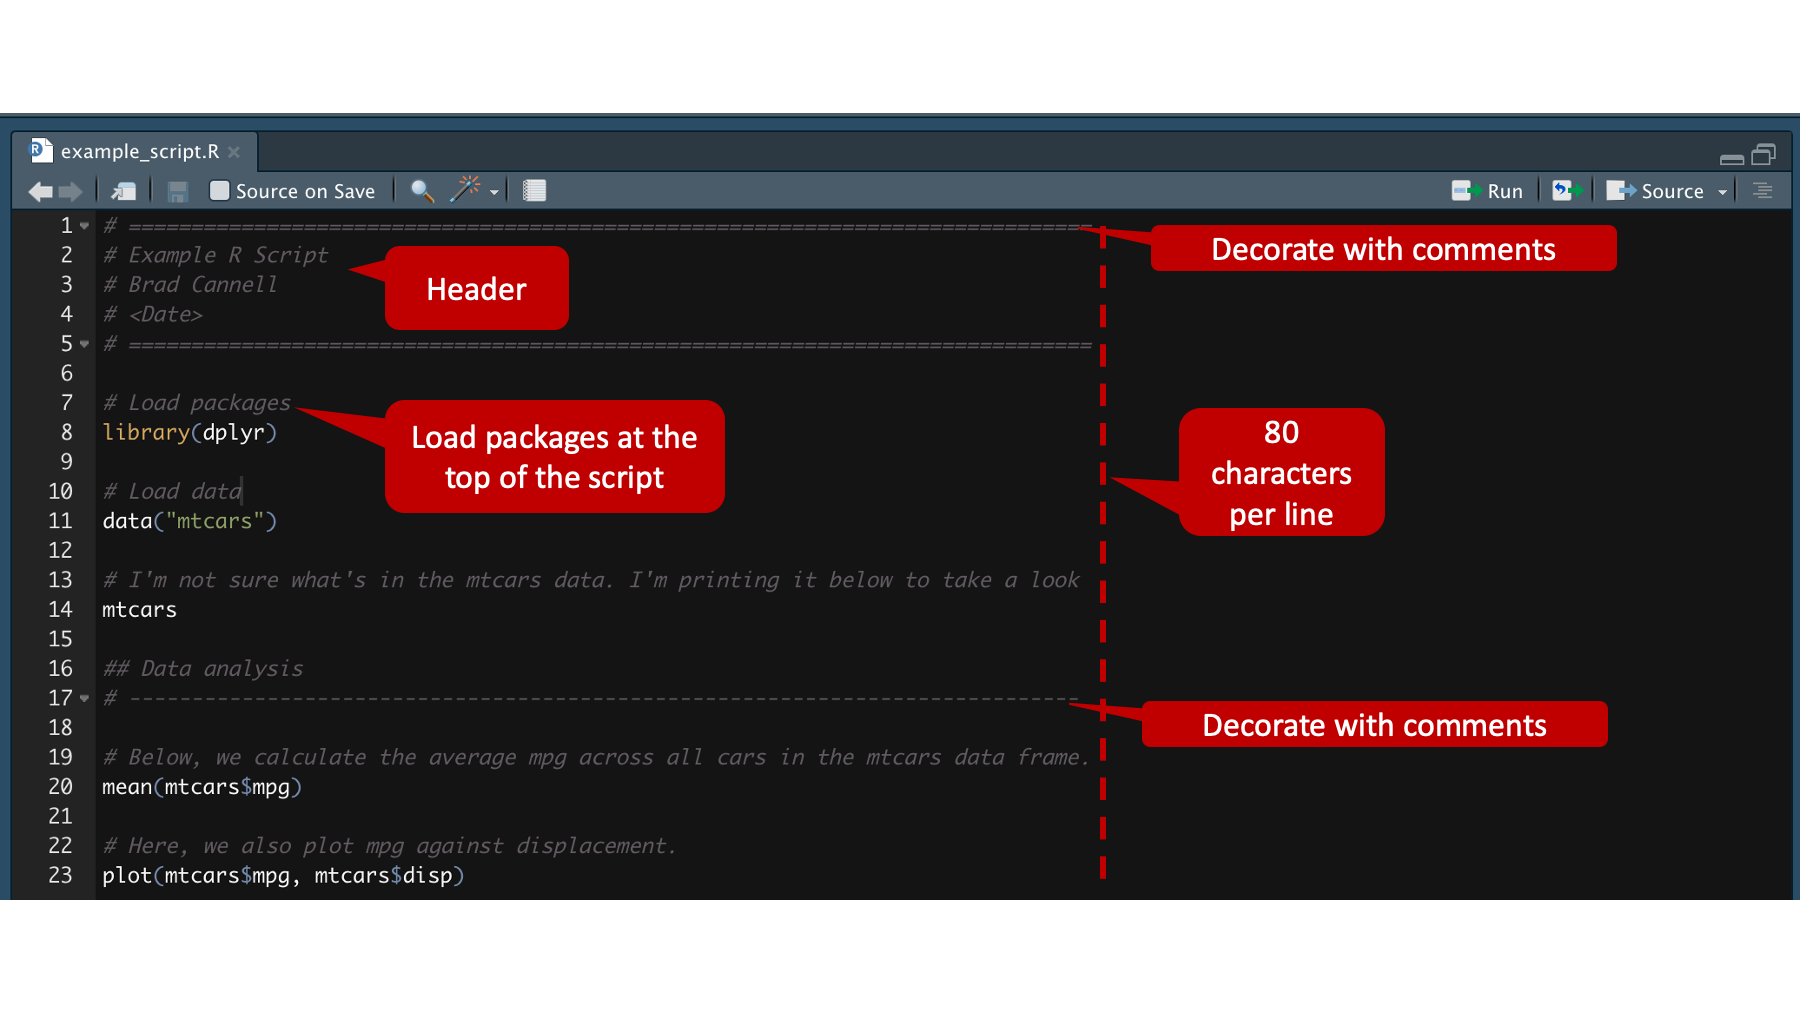 example_script.R
Source on Save
Run
Source
1 # =============================================================================
2 # Example R Script
3 # Brad Cannell
4 # <Date>
5 # =============================================================================
6
7 # Load packages
8 library(dplyr)
9
10 # Load data
11 data("mtcars")
12
13 # I'm not sure what's in the mtcars data. I'm printing it below to take a look
14 mtcars
15
16 ## Data analysis
17 # ----------------------------------------------------------------------------
18
19 # Below, we calculate the average mpg across all cars in the mtcars data frame.
20 mean(mtcars$mpg)
21
22 # Here, we also plot mpg against displacement.
23 plot(mtcars$mpg, mtcars$disp)
Decorate with comments
Header
Load packages at the
top of the script
80
characters
per line
Decorate with comments